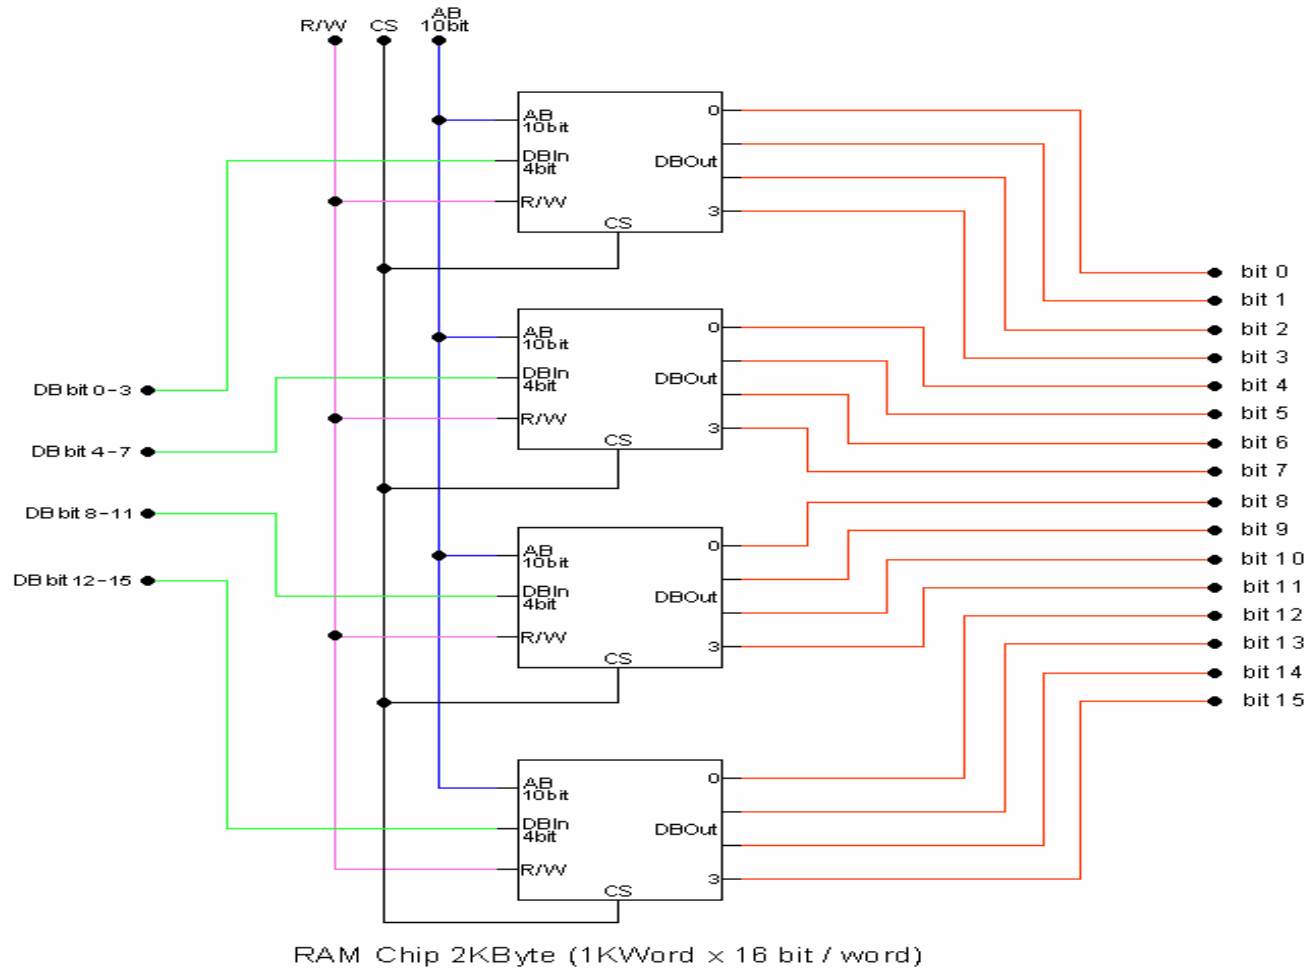 R/W CS AB
10bit
AB
10bit
DBIn
4bit
R/W
CS
0
DBOut
3
AB
10bit
DBIn
4bit
R/W
CS
0
DBOut
3
AB
10bit
DBIn
4bit
R/W
CS
0
DBOut
3
AB
10bit
DBIn
4bit
R/W
CS
0
DBOut
3
DB bit 0-3
DB bit 4-7
DB bit 8-11
DB bit 12-15
bit 0
bit 1
bit 2
bit 3
bit 4
bit 5
bit 6
bit 7
bit 8
bit 9
bit 10
bit 11
bit 12
bit 13
bit 14
bit 15
RAM Chip 2KByte (1KWord x 16 bit / word)